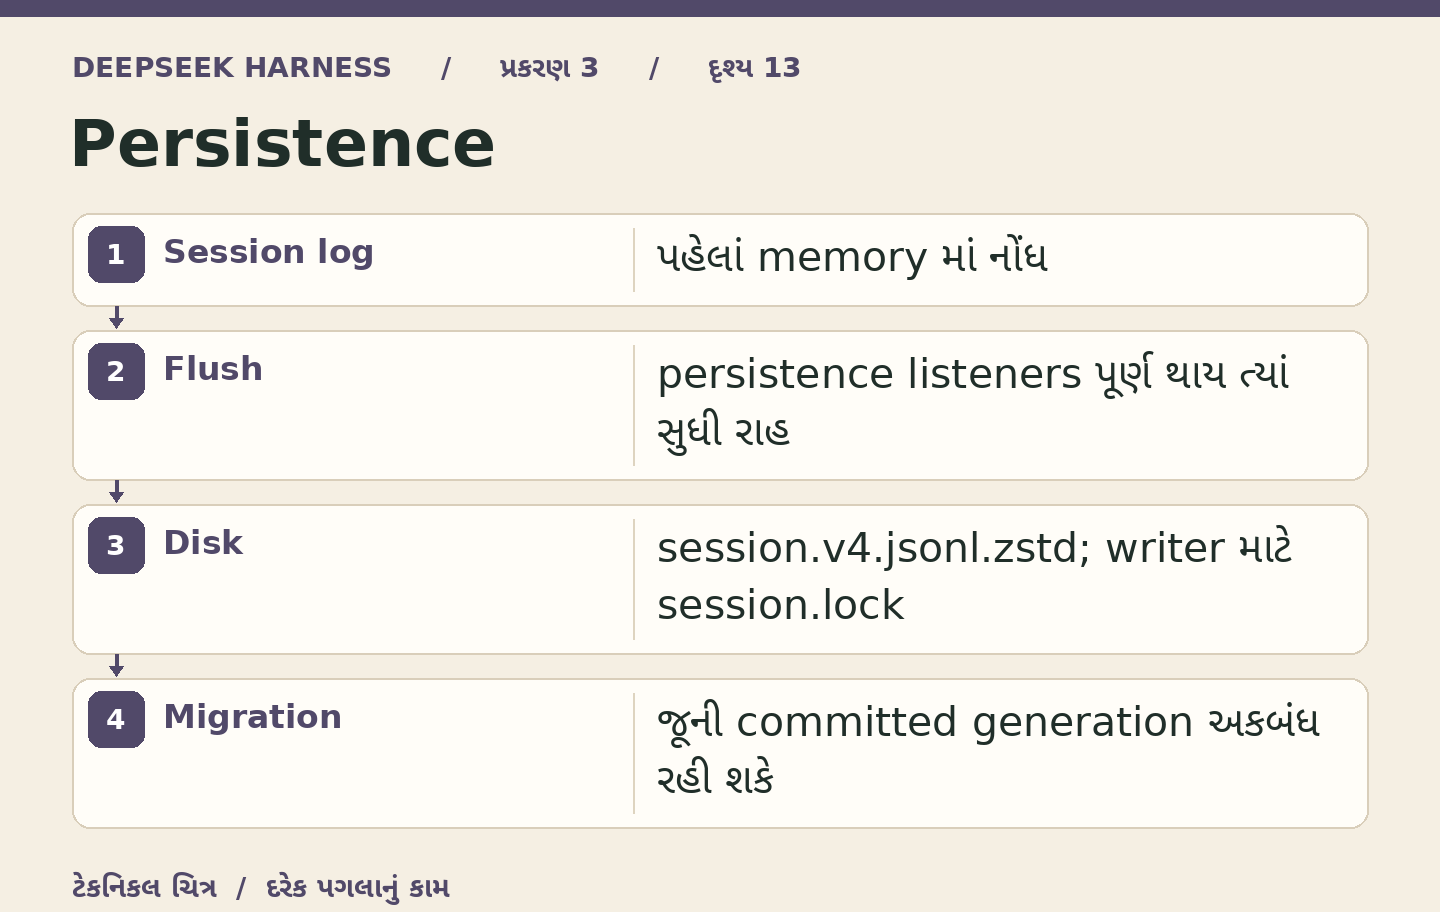 DEEPSEEK HARNESS / પ્રકરણ 3 / દૃશ્ય 13
Persistence
1 Session log
પહેલાં memory માં નોંધ
2 Flush
persistence listeners પૂર્ણ થાય ત્યાં
સુધી રાહ
3 Disk
session.v4.jsonl.zstd; writer માટે
session.lock
4 Migration
જૂની committed generation અકબંધ
રહી શકે
ટેકનિકલ ચિત્ર / દરેક પગલાનું કામ